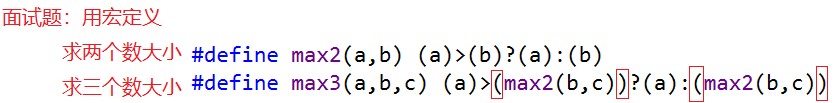 面试题：用宏定义
求两个数大小 #define max2(a,b) (a)>(b)?(a):(b)
求三个数大小 #define max3(a,b,c) (a)>(max2(b,c))?(a):(max2(b,c))